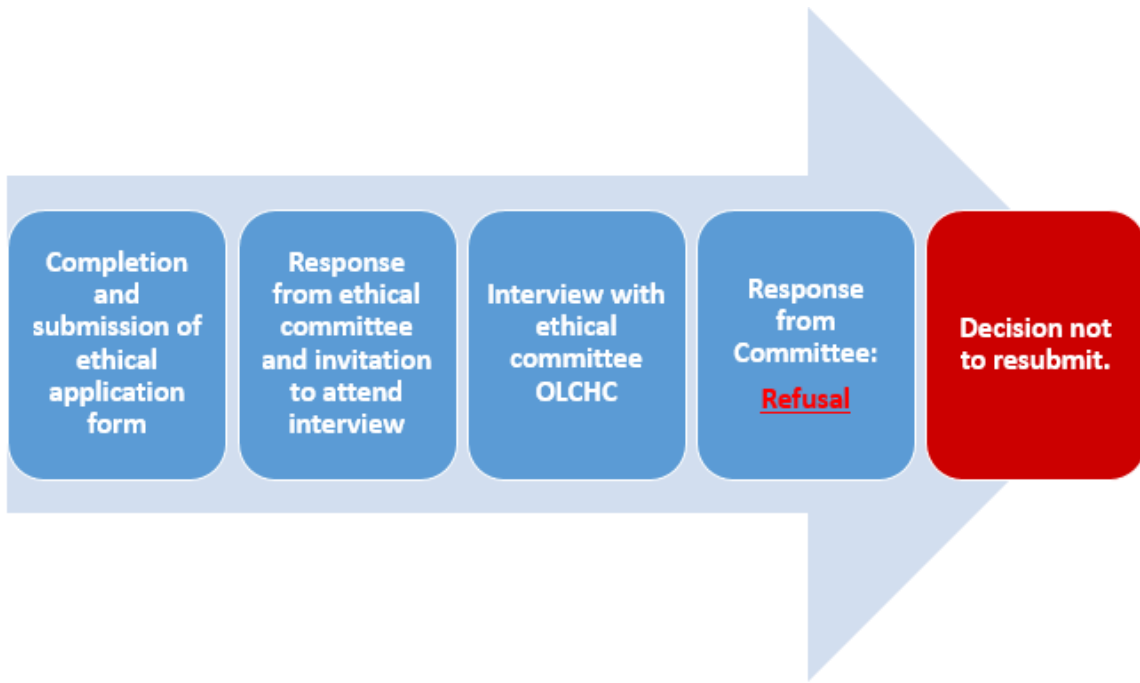 Completion
and
submission of
ethical
application
form
Response
from ethical
committee
and invitation
to attend
interview
Interview with
ethical
committee
OLCHC
Response
from
Committee:
Refusal
Decision not
to resubmit.